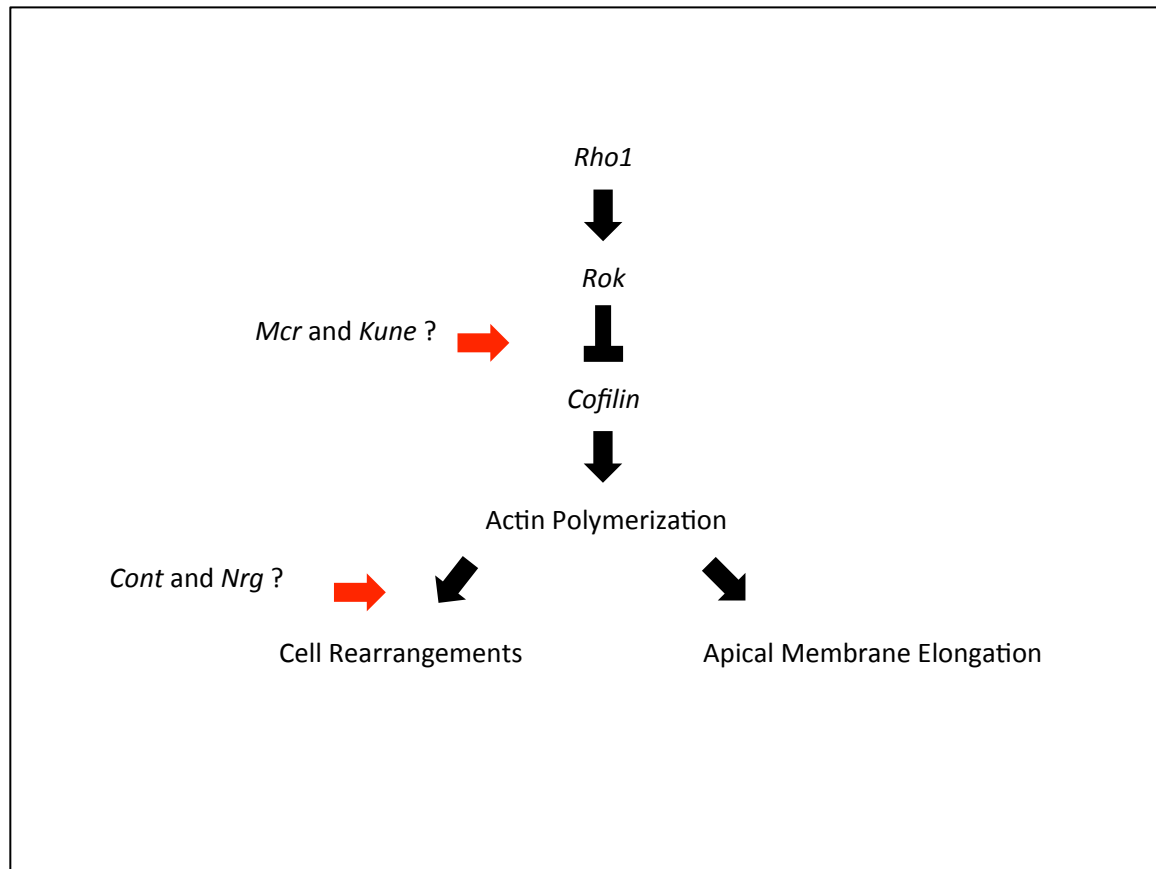 Rho1
Rok
Mcr and Kune ?
Cofilin
Actin Polymerization
Cont and Nrg ?
Cell Rearrangements
Apical Membrane Elongation